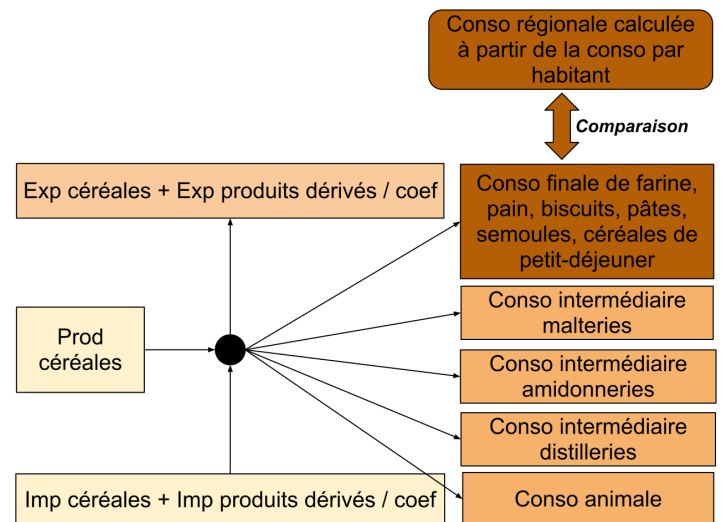 Conso régionale calculée
à partir de la conso par
habitant
Comparaison
Exp céréales + Exp produits dérivés / coef
Conso finale de farine,
pain, biscuits, pâtes,
semoules, céréales de
petit-déjeuner
Prod
céréales
Conso intermédiaire
malteries
Conso intermédiaire
amidonneries
Conso intermédiaire
distilleries
Imp céréales + Imp produits dérivés / coef
Conso animale